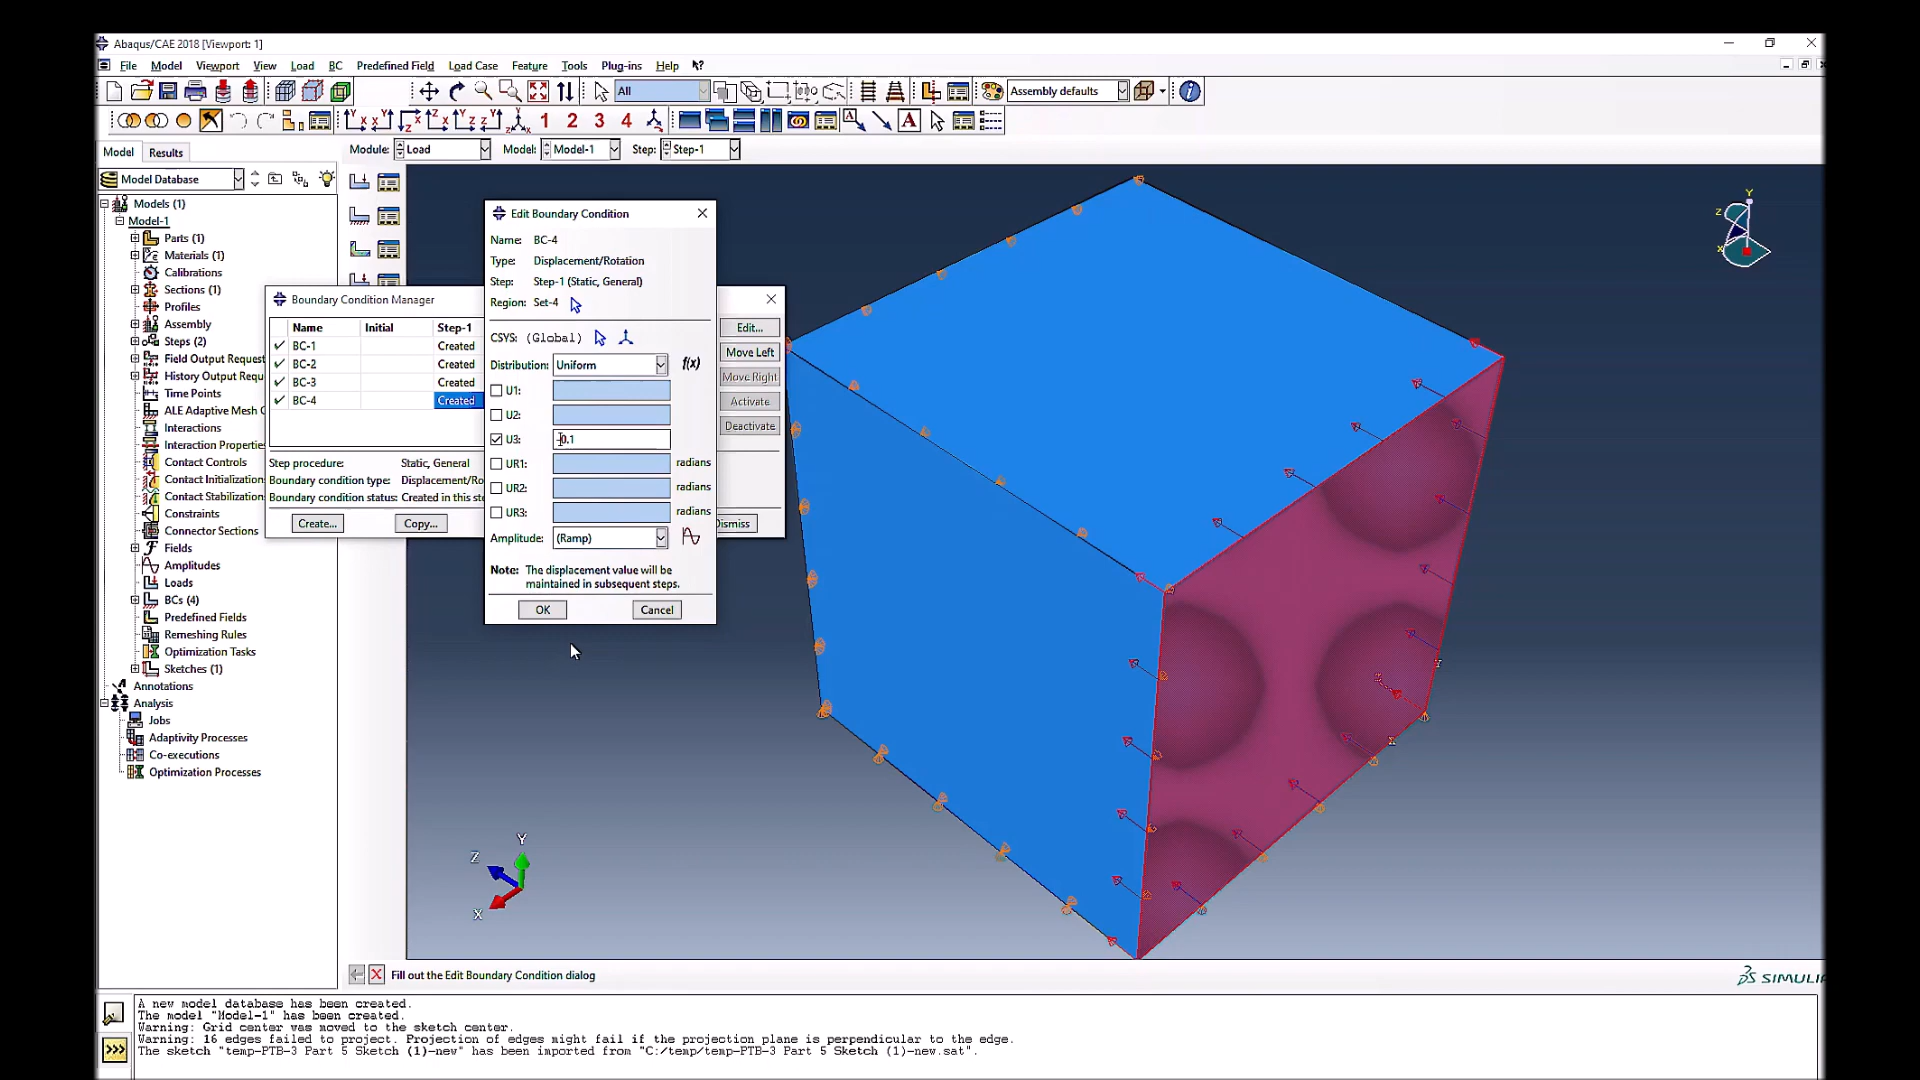 Abaqus/CAE 2018 [Viewport: 1]
File Model Viewport View Load BC Predefined Field Load Case Feature Tools Plug-ins Help
All Assembly defaults
1 2 3 4 A
Model Results Module: Load Model: Model-1 Step: Step-1
Model Database
Models (1)
Model-1
Parts (1)
Materials (1)
Calibrations
Sections (1)
Profiles
Assembly
Steps (2)
Field Output Reques
History Output Requ
Time Points
ALE Adaptive Mesh C
Interactions
Interaction Propertie
Contact Controls
Contact Initialization
Contact Stabilization
Constraints
Connector Sections
Fields
Amplitudes
Loads
BCs (4)
Predefined Fields
Remeshing Rules
Optimization Tasks
Sketches (1)
Annotations
Analysis
Jobs
Adaptivity Processes
Co-executions
Optimization Processes
Boundary Condition Manager
Name Initial Step-1
BC-1 Created
BC-2 Created
BC-3 Created
BC-4 Created
Step procedure: Static, General
Boundary condition type: Displacement/Ro
Boundary condition status: Created in this ste
Create... Copy...
Edit...
Move Left
Move Right
Activate
Deactivate
Dismiss
Edit Boundary Condition
Name: BC-4
Type: Displacement/Rotation
Step: Step-1 (Static, General)
Region: Set-4
CSYS: (Global)
Distribution: Uniform f(x)
U1:
U2:
U3: -0.1
UR1: radians
UR2: radians
UR3: radians
Amplitude: (Ramp)
Note: The displacement value will be
maintained in subsequent steps.
OK Cancel
Y
Z
X
Y
Z
X
Fill out the Edit Boundary Condition dialog
SIMULIA
A new model database has been created.
The model "Model-1" has been created.
Warning: Grid center was moved to the sketch center.
Warning: 16 edges failed to project. Projection of edges might fail if the projection plane is perpendicular to the edge.
The sketch "temp-PTB-3 Part 5 Sketch (1)-new" has been imported from "C:/temp/temp-PTB-3 Part 5 Sketch (1)-new.sat".
>>>